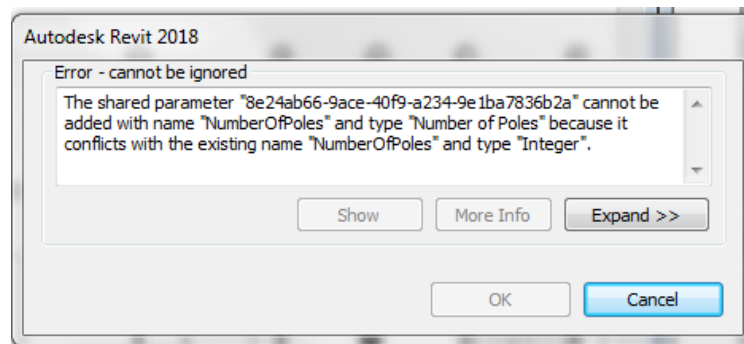 Autodesk Revit 2018
Error - cannot be ignored
The shared parameter "8e24ab66-9ace-40f9-a234-9e1ba7836b2a" cannot be
added with name "NumberOfPoles" and type "Number of Poles" because it
conflicts with the existing name "NumberOfPoles" and type "Integer".
Show More Info Expand >>
OK Cancel